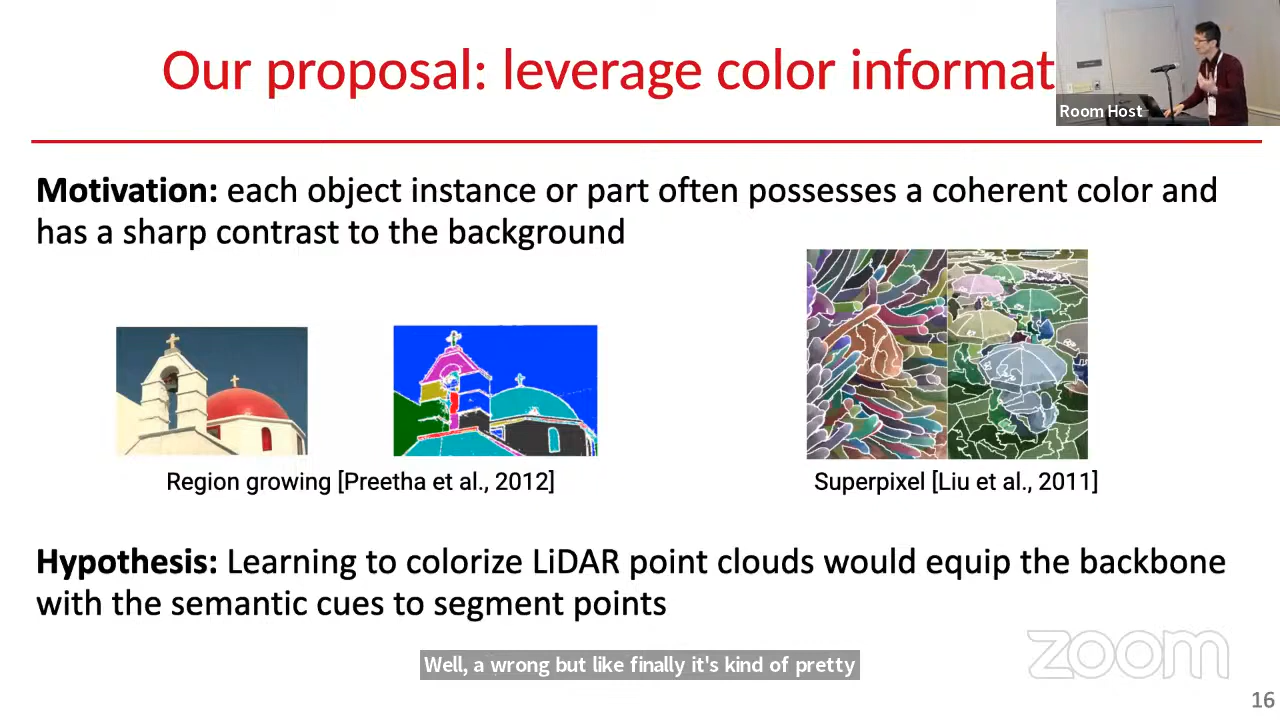 Our proposal: leverage color informat
Room Host
Motivation: each object instance or part often possesses a coherent color and
has a sharp contrast to the background
Region growing [Preetha et al., 2012]
Superpixel [Liu et al., 2011]
Hypothesis: Learning to colorize LiDAR point clouds would equip the backbone
with the semantic cues to segment points
Well, a wrong but like finally it's kind of pretty
zoom
16